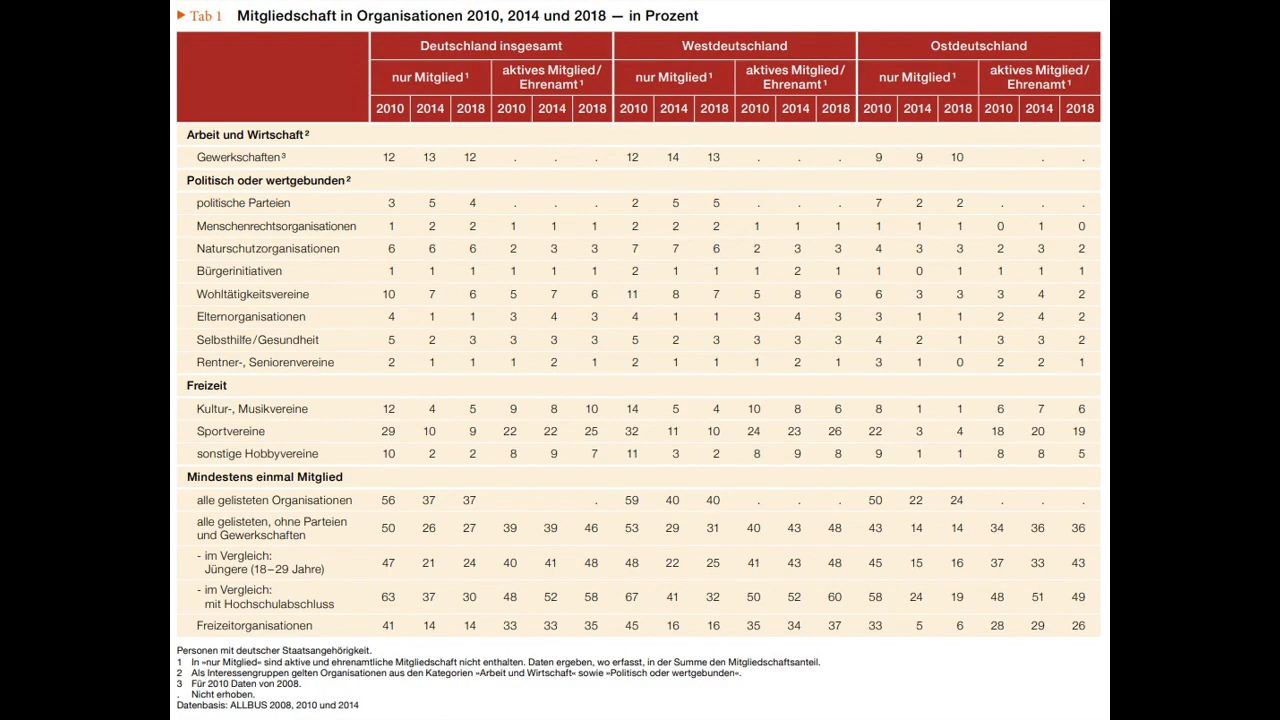 ▶ Tab 1 Mitgliedschaft in Organisationen 2010, 2014 und 2018 — in Prozent
Deutschland insgesamt Westdeutschland Ostdeutschland
nur Mitglied¹ aktives Mitglied/ Ehrenamt¹ nur Mitglied¹ aktives Mitglied/ Ehrenamt¹ nur Mitglied¹ aktives Mitglied/ Ehrenamt¹
2010 2014 2018 2010 2014 2018 2010 2014 2018 2010 2014 2018 2010 2014 2018 2010 2014 2018
Arbeit und Wirtschaft²
Gewerkschaften³ 12 13 12 . . . 12 14 13 . . . 9 9 10 . .
Politisch oder wertgebunden²
politische Parteien 3 5 4 . . . 2 5 5 . . . 7 2 2 . . .
Menschenrechtsorganisationen 1 2 2 1 1 1 2 2 2 1 1 1 1 1 1 0 1 0
Naturschutzorganisationen 6 6 6 2 3 3 7 7 6 2 3 3 4 3 3 2 3 2
Bürgerinitiativen 1 1 1 1 1 1 2 1 1 1 2 1 1 0 1 1 1 1
Wohltätigkeitsvereine 10 7 6 5 7 6 11 8 7 5 8 6 6 3 3 3 4 2
Elternorganisationen 4 1 1 3 4 3 4 1 1 3 4 3 3 1 1 2 4 2
Selbsthilfe/Gesundheit 5 2 3 3 3 3 5 2 3 3 3 3 4 2 1 3 3 2
Rentner-, Seniorenvereine 2 1 1 1 2 1 2 1 1 1 2 1 3 1 0 2 2 1
Freizeit
Kultur-, Musikvereine 12 4 5 9 8 10 14 5 4 10 8 6 8 1 1 6 7 6
Sportvereine 29 10 9 22 22 25 32 11 10 24 23 26 22 3 4 18 20 19
sonstige Hobbyvereine 10 2 2 8 9 7 11 3 2 8 9 8 9 1 1 8 8 5
Mindestens einmal Mitglied
alle gelisteten Organisationen 56 37 37 . 59 40 40 . . . 50 22 24 . . .
alle gelisteten, ohne Parteien
und Gewerkschaften 50 26 27 39 39 46 53 29 31 40 43 48 43 14 14 34 36 36
- im Vergleich:
Jüngere (18–29 Jahre) 47 21 24 40 41 48 48 22 25 41 43 48 45 15 16 37 33 43
- im Vergleich:
mit Hochschulabschluss 63 37 30 48 52 58 67 41 32 50 52 60 58 24 19 48 51 49
Freizeitorganisationen 41 14 14 33 33 35 45 16 16 35 34 37 33 5 6 28 29 26
Personen mit deutscher Staatsangehörigkeit.
1 In »nur Mitglied« sind aktive und ehrenamtliche Mitgliedschaft nicht enthalten. Daten ergeben, wo erfasst, in der Summe den Mitgliedschaftsanteil.
2 Als Interessengruppen gelten Organisationen aus den Kategorien »Arbeit und Wirtschaft« sowie »Politisch oder wertgebunden«.
3 Für 2010 Daten von 2008.
. Nicht erhoben.
Datenbasis: ALLBUS 2008, 2010 und 2014